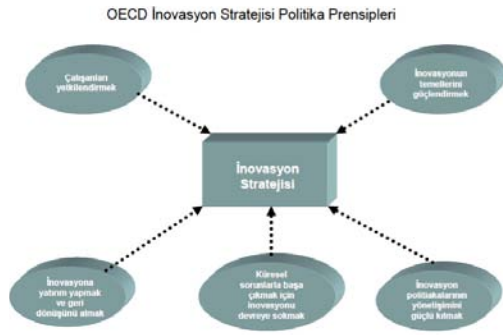 OECD İnovasyon Stratejisi Politika Prensipleri
Çalışanları
yetkilendirmek
İnovasyonun
temellerini
güçlendirmek
İnovasyon
Stratejisi
İnovasyona
yatırım yapmak
ve geri
dönüşünü almak
Küresel
sorunlarla başa
çıkmak için
İnovasyonu
devreye sokmak
İnovasyon
politikalarının
yönetişimini
güçlü kılmak